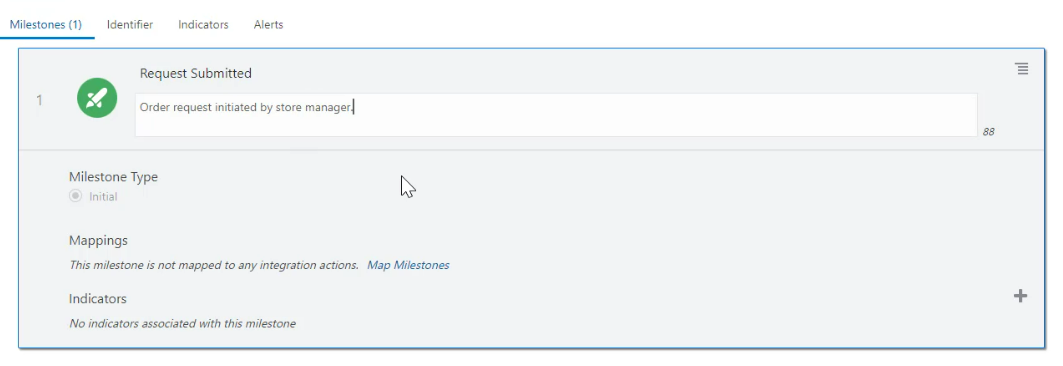 Milestones (1) Identifier Indicators Alerts
Request Submitted
1
Order request initiated by store manager.
88
Milestone Type
Initial
Mappings
This milestone is not mapped to any integration actions. Map Milestones
Indicators
No indicators associated with this milestone